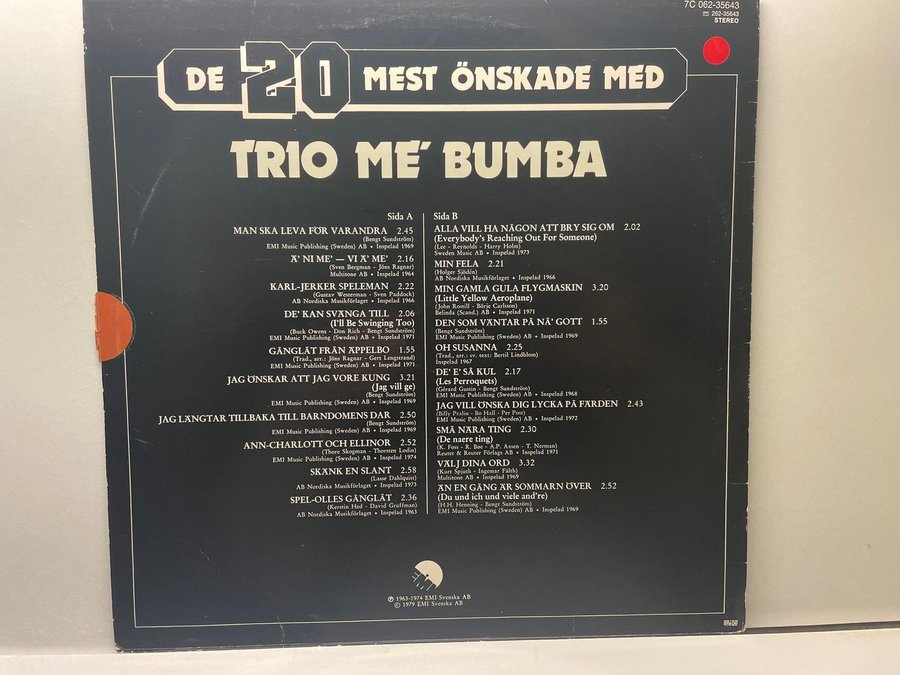 7C 062-35643
262-35643
STEREO
DE 20 MEST ÖNSKADE MED
TRIO ME´ BUMBA
Sida A
MAN SKA LEVA FÖR VARANDRA 2.45
(Bengt Sundström)
EMI Music Publishing (Sweden) AB • Inspelad 1969
Ä' NI ME' — VI Ä' ME' 2.16
(Sven Bergman - Jöns Ragnar)
Multitone AB • Inspelad 1964
KARL-JERKER SPELEMAN 2.22
(Gustav Westerman - Sven Paddock)
AB Nordiska Musikförlaget • Inspelad 1966
DE' KAN SVÄNGA TILL 2.06
(I'll Be Swinging Too)
(Buck Owens - Don Rich - Bengt Sundström)
EMI Music Publishing (Sweden) AB • Inspelad 1971
GÅNGLÅT FRÅN ÄPPELBO 1.55
(Trad., arr.: Jöns Ragnar - Gert Lengstrand)
EMI Music Publishing (Sweden) AB • Inspelad 1971
JAG ÖNSKAR ATT JAG VORE KUNG 3.21
(Jag vill ge)
(Bengt Sundström)
EMI Music Publishing (Sweden) AB • Inspelad 1969
JAG LÄNGTAR TILLBAKA TILL BARNDOMENS DAR 2.50
(Bengt Sundström)
EMI Music Publishing (Sweden) AB • Inspelad 1969
ANN-CHARLOTT OCH ELLINOR 2.52
(Thore Skogman - Thorsten Lodin)
EMI Music Publishing (Sweden) AB • Inspelad 1974
SKÄNK EN SLANT 2.58
(Lasse Dahlquist)
AB Nordiska Musikförlaget • Inspelad 1973
SPEL-OLLES GÅNGLÅT 2.36
(Kerstin Hed - David Gruffman)
AB Nordiska Musikförlaget • Inspelad 1963
Sida B
ALLA VILL HA NÅGON ATT BRY SIG OM 2.02
(Everybody's Reaching Out For Someone)
(Lee - Reynolds - Harry Holm)
Sweden Music AB • Inspelad 1973
MIN FELA 2.21
(Holger Sjödén)
AB Nordiska Musikförlaget • Inspelad 1966
MIN GAMLA GULA FLYGMASKIN 3.20
(Little Yellow Aeroplane)
(John Rostill - Börje Carlsson)
Belinda (Scand.) AB • Inspelad 1971
DEN SOM VÄNTAR PÅ NÅ' GOTT 1.55
(Bengt Sundström)
EMI Music Publishing (Sweden) AB • Inspelad 1969
OH SUSANNA 2.25
(Trad., arr.: sv. text: Bertil Lindblom)
Inspelad 1967
DE' E' SÅ KUL 2.17
(Les Perroquets)
(Gérard Gustin - Bengt Sundström)
EMI Music Publishing (Sweden) AB • Inspelad 1968
JAG VILL ÖNSKA DIG LYCKA PÅ FÄRDEN 2.43
(Billy Pralin - Bo Hall - Per Post)
EMI Music Publishing (Sweden) AB • Inspelad 1972
SMÅ NÄRA TING 2.30
(De naere ting)
(K. Foss - R. Boe - A.P. Aasen - T. Nerman)
Reuter & Reuter Förlags AB • Inspelad 1971
VÄLJ DINA ORD 3.32
(Kurt Spjuth - Ingemar Fälth)
Multitone AB • Inspelad 1969
ÄN EN GÅNG ÄR SOMMARN ÖVER 2.52
(Du und ich und viele and're)
(H.H. Henning - Bengt Sundström)
EMI Music Publishing (Sweden) AB • Inspelad 1969
℗ 1963-1974 EMI Svenska AB
© 1979 EMI Svenska AB